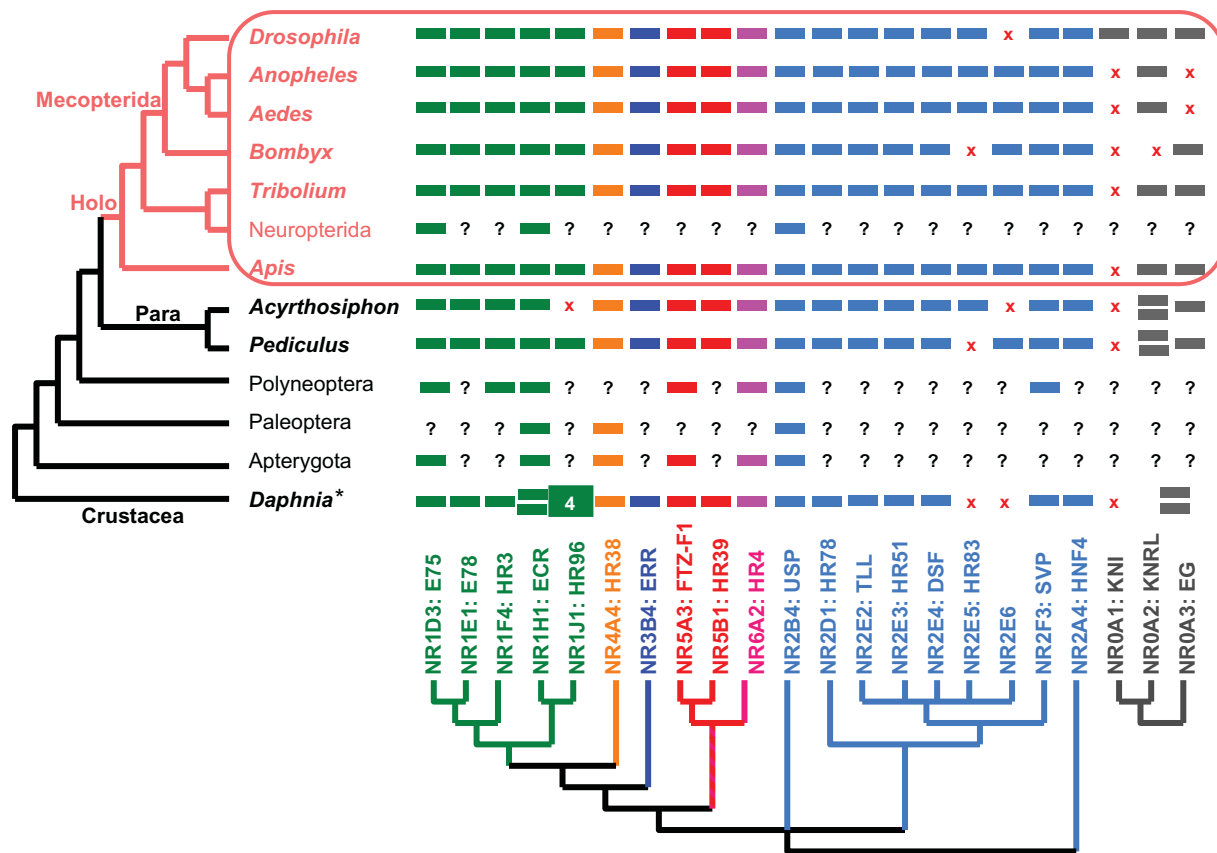 Drosophila x
Anopheles x x
Mecopterida
Aedes x x
Bombyx x x x
Tribolium x
Holo
Neuropterida ? ? ? ? ? ? ? ? ? ? ? ? ? ? ? ? ? ? ?
Apis x
Para
Acyrthosiphon x x x
Pediculus x x
Polyneoptera ? ? ? ? ? ? ? ? ? ? ? ? ? ? ?
Paleoptera ? ? ? ? ? ? ? ? ? ? ? ? ? ? ? ? ? ? ?
Apterygota ? ? ? ? ? ? ? ? ? ? ? ? ? ? ? ?
Daphnia* 4 x x x
Crustacea
NR1D3: E75
NR1E1: E78
NR1F4: HR3
NR1H1: ECR
NR1J1: HR96
NR4A4: HR38
NR3B4: ERR
NR5A3: FTZ-F1
NR5B1: HR39
NR6A2: HR4
NR2B4: USP
NR2D1: HR78
NR2E2: TLL
NR2E3: HR51
NR2E4: DSF
NR2E5: HR83
NR2E6
NR2F3: SVP
NR2A4: HNF4
NR0A1: KNI
NR0A2: KNRL
NR0A3: EG